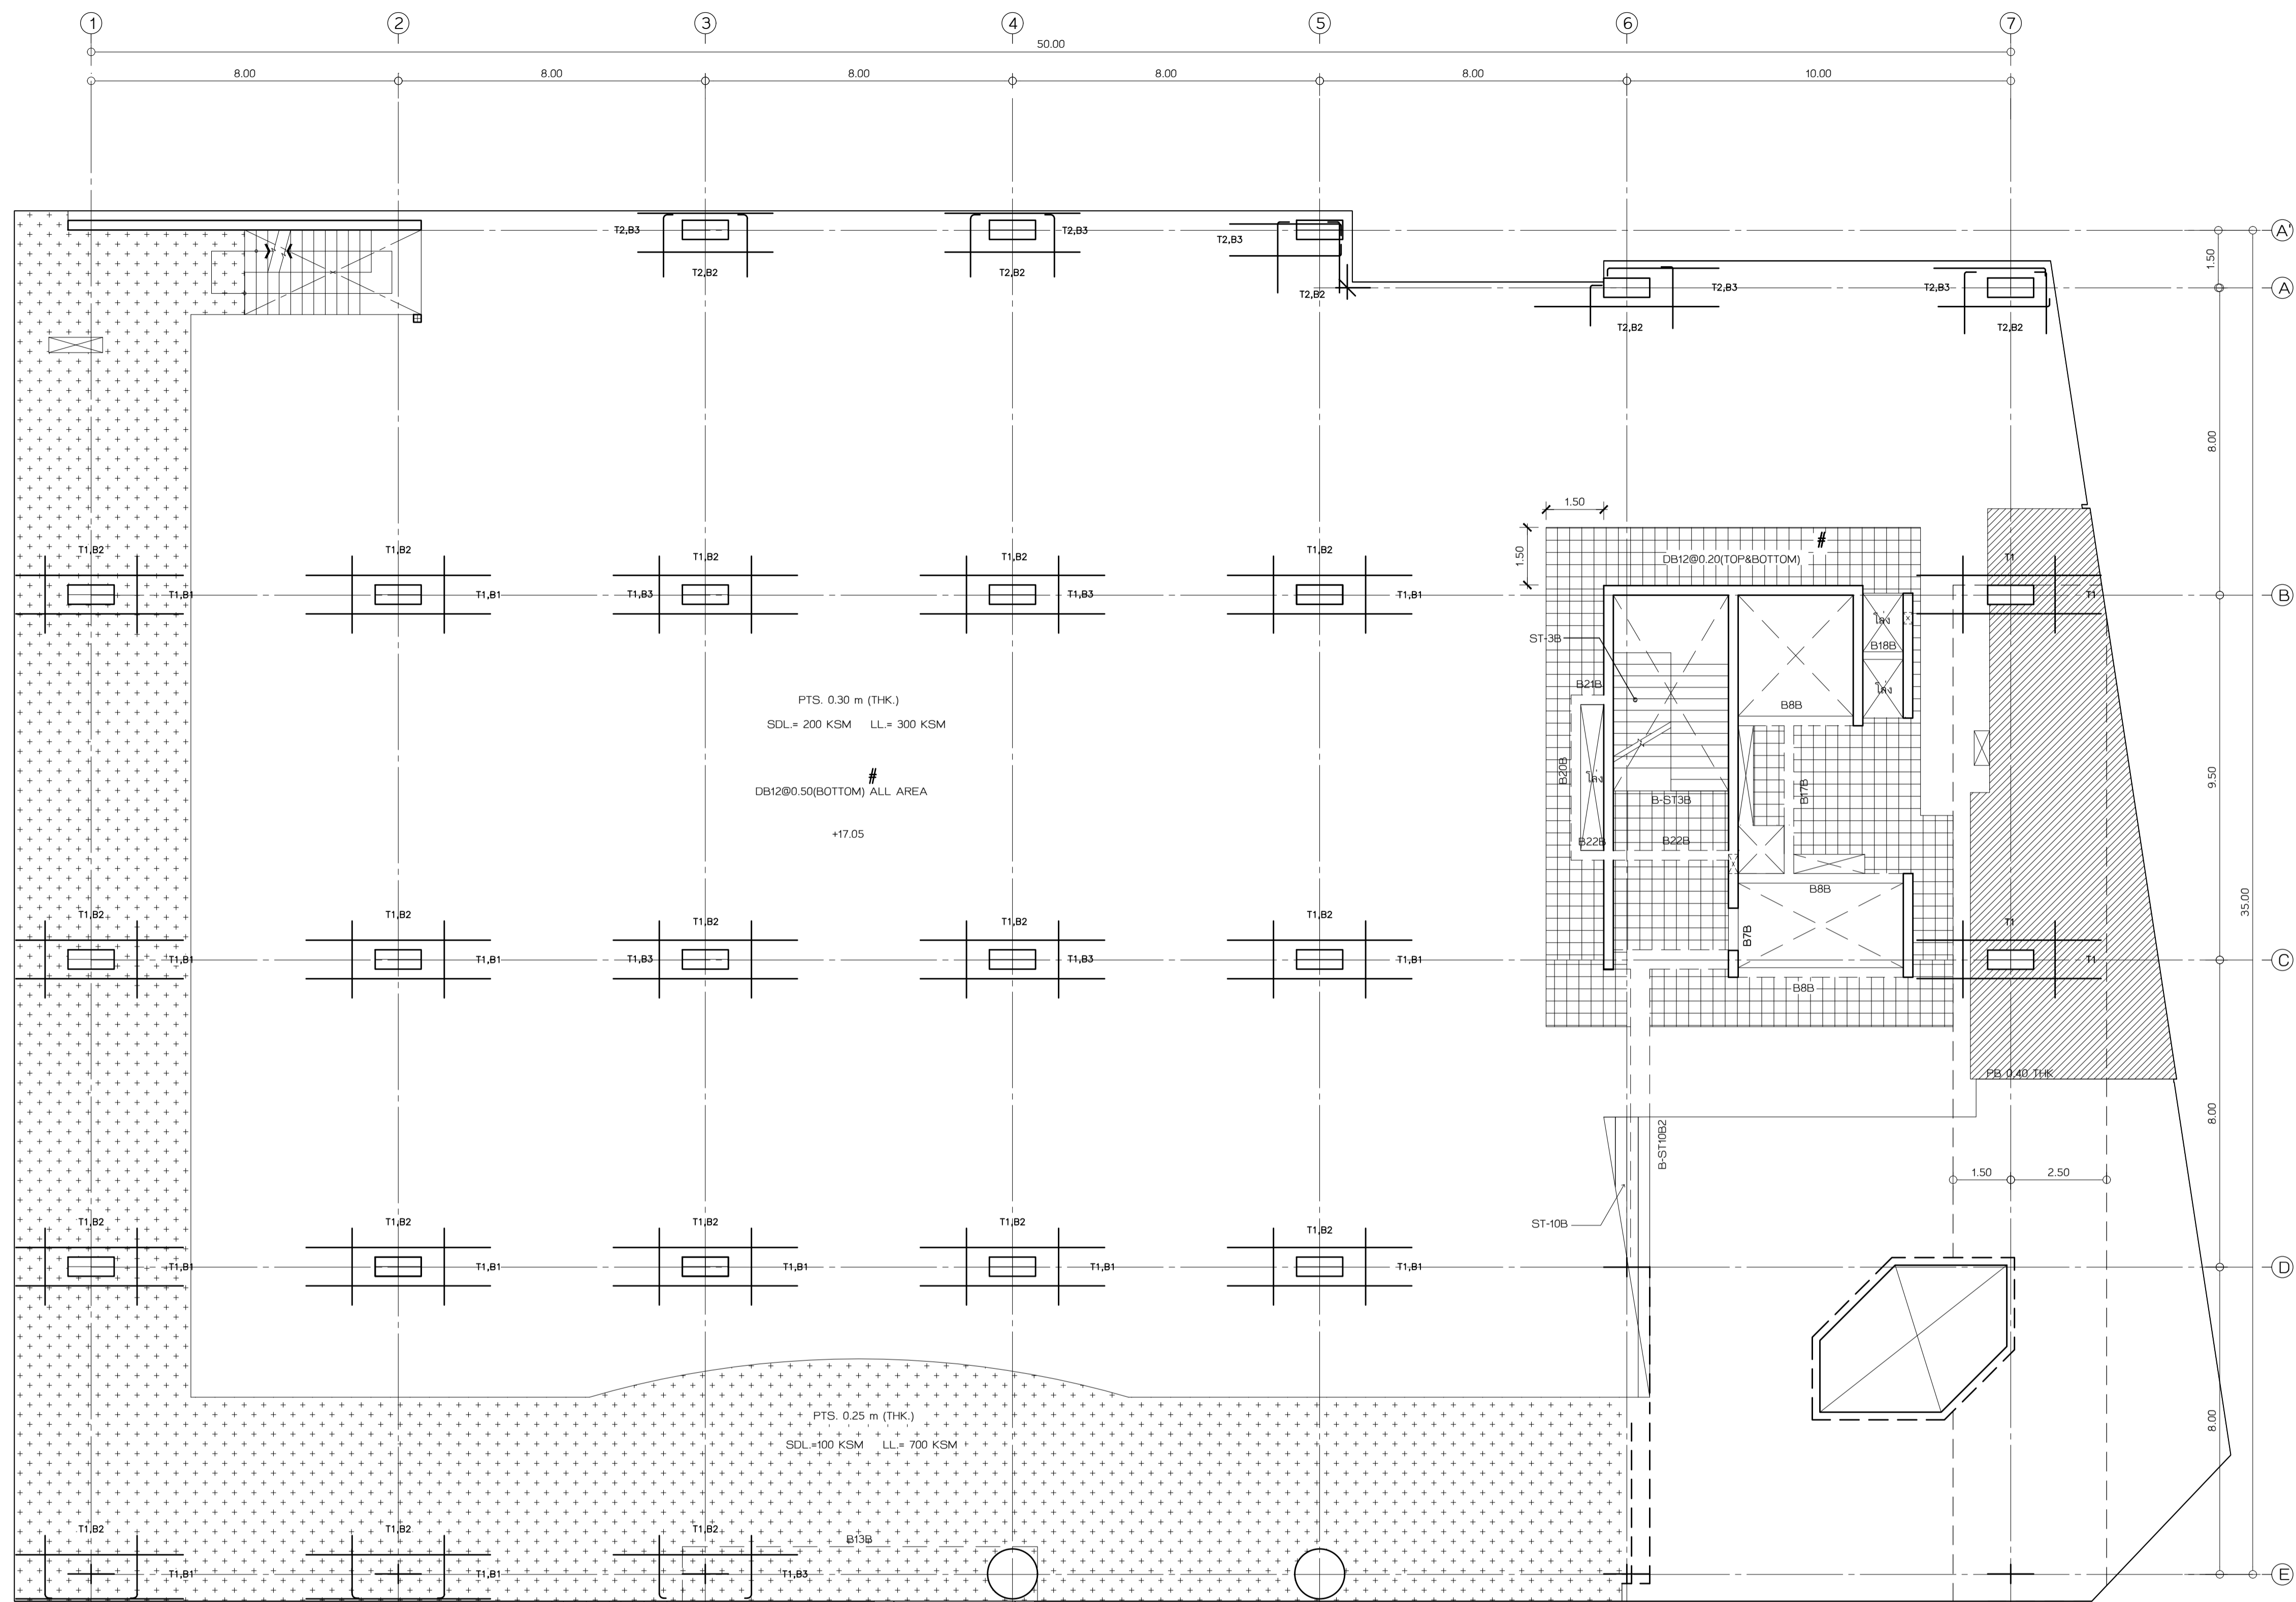 1 2 3 4 5 6 7
50.00
8.00 8.00 8.00 8.00 8.00 10.00
T2,B3 T2,B3 T2,B3 A'
T2,B2 T2,B2 1.50
T2,B2 T2,B3 T2,B3 A
T2,B2 T2,B2
8.00
1.50
1.50 # DB12@0.20(TOP&BOTTOM)
T1,B2 T1,B2 T1,B2 T1,B2 T1,B2 T1
T1,B1 T1,B1 T1,B3 T1,B3 T1,B1 T1 B
โล่ง
ST-3B
B18B
โล่ง
B21B
B8B
PTS. 0.30 m (THK.)
SDL.= 200 KSM LL.= 300 KSM
#
DB12@0.50(BOTTOM) ALL AREA
+17.05
B20B
โล่ง
B17B
B-ST3B
B22B B22B
9.50
B8B
35.00
T1,B2 T1,B2 T1,B2 T1,B2 T1,B2 T1
B7B
T1,B1 T1,B1 T1,B3 T1,B3 T1,B1 T1 C
B8B
PB 0.40 THK
8.00
B-ST10B2
1.50 2.50
ST-10B
T1,B2 T1,B2 T1,B2 T1,B2 T1,B2
T1,B1 T1,B1 T1,B1 T1,B1 T1,B1 D
PTS. 0.25 m (THK.)
SDL.=100 KSM LL.= 700 KSM
8.00
T1,B2 T1,B2 T1,B2
B13B
T1,B1 T1,B1 T1,B3 E